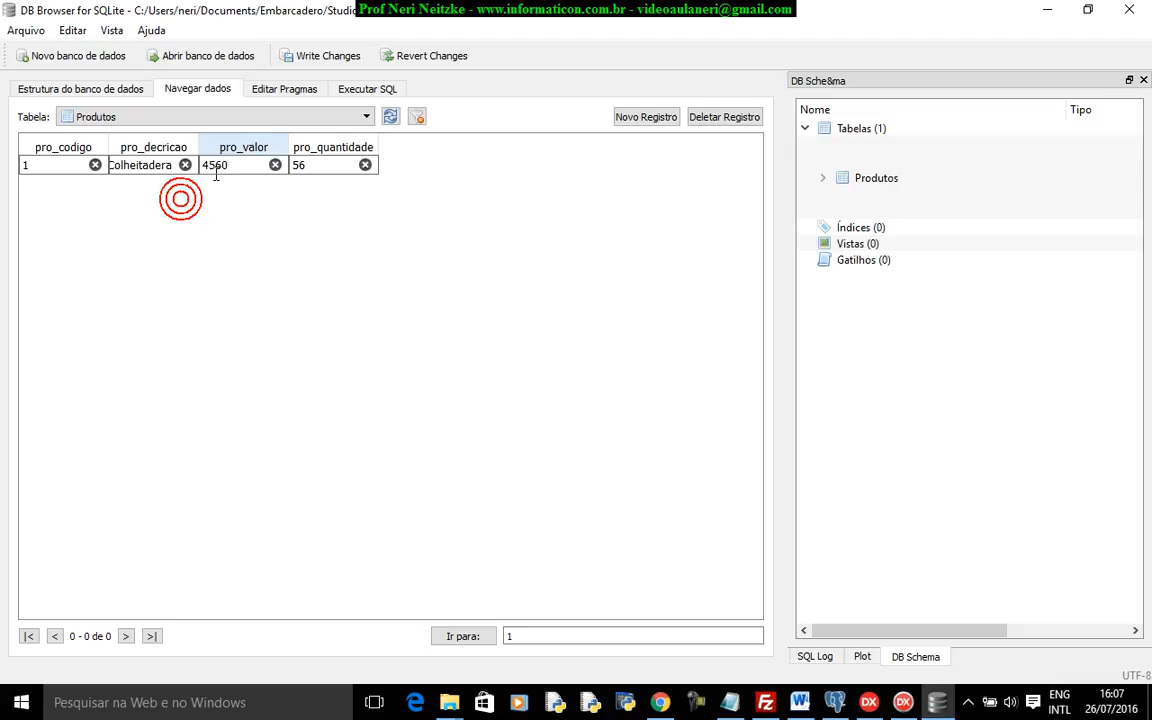 DB Browser for SQLite - C:/Users/neri/Documents/Embarcadero/Studio
Prof Neri Neitzke - www.informaticon.com.br - videoaulaneri@gmail.com
Arquivo Editar Vista Ajuda
Novo banco de dados Abrir banco de dados Write Changes Revert Changes
Estrutura do banco de dados Navegar dados Editar Pragmas Executar SQL
Tabela: Produtos Novo Registro Deletar Registro
pro_codigo pro_decricao pro_valor pro_quantidade
1 Colheitadera 4560 56
0 - 0 de 0 Ir para: 1
DB Sche&ma
Nome Tipo
Tabelas (1)
Produtos
Índices (0)
Vistas (0)
Gatilhos (0)
SQL Log Plot DB Schema
UTF-8
Pesquisar na Web e no Windows
ENG
INTL
16:07
26/07/2016